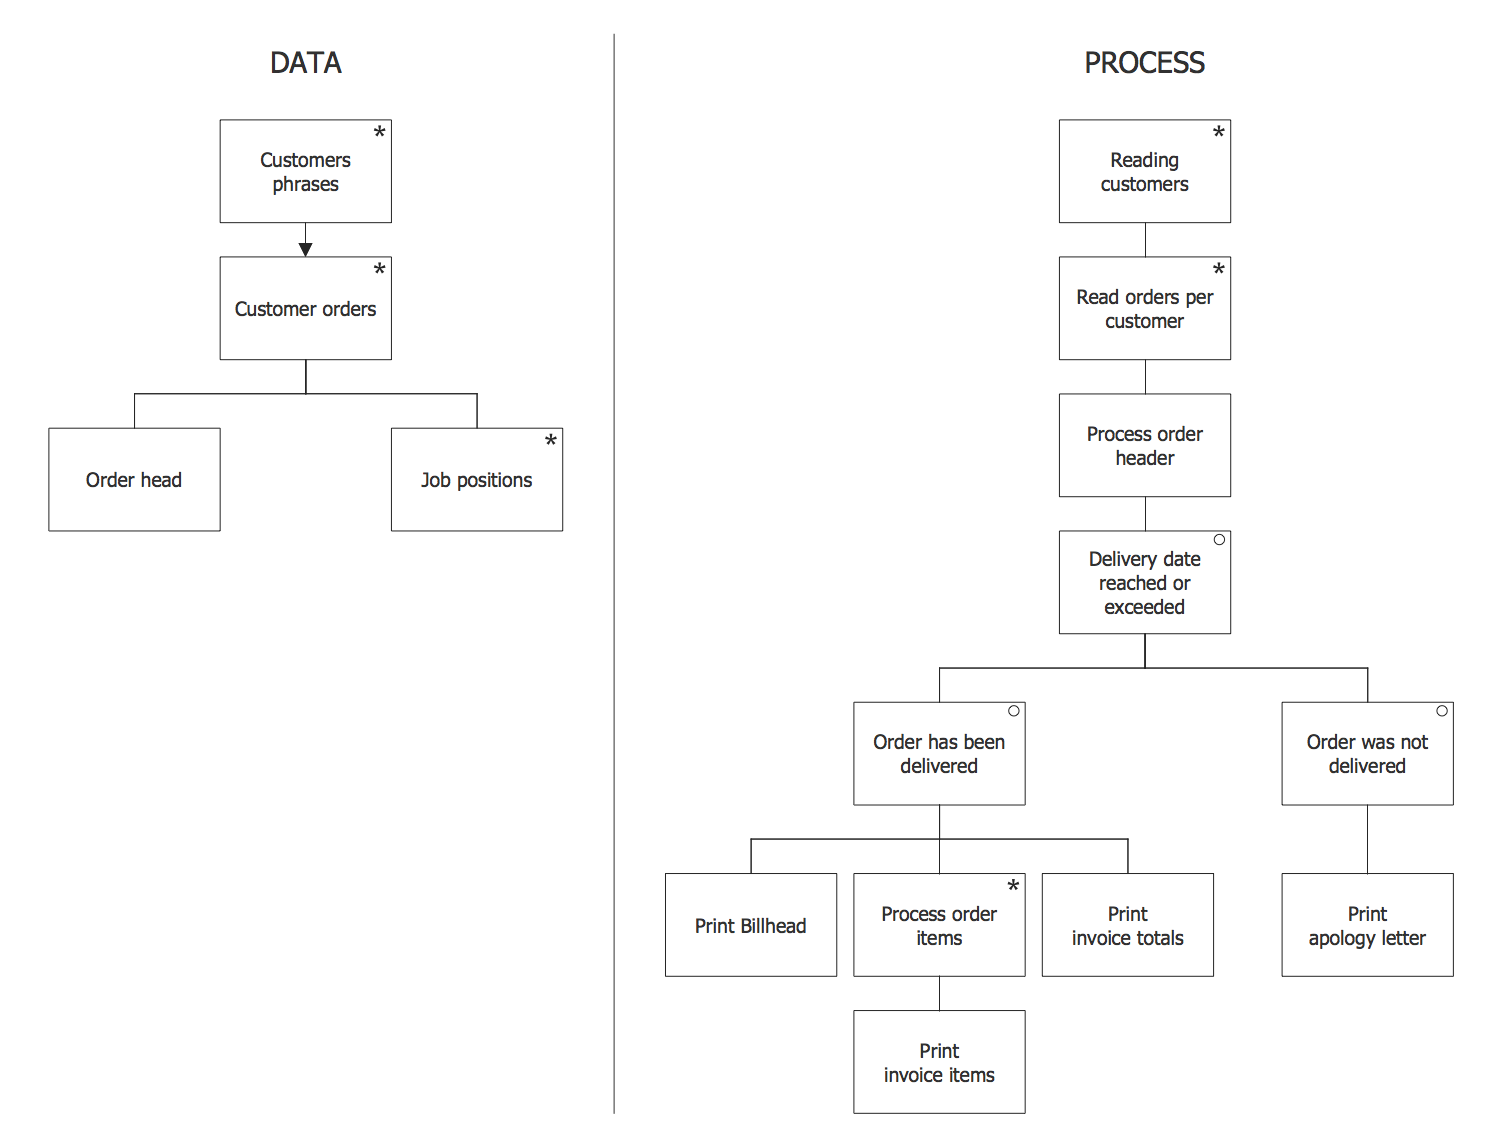 DATA
*
Customers
phrases
*
Customer orders
Order head
*
Job positions
PROCESS
*
Reading
customers
*
Read orders per
customer
Process order
header
Delivery date
reached or
exceeded
Order has been
delivered
Order was not
delivered
Print Billhead
*
Process order
items
Print
invoice totals
Print
apology letter
Print
invoice items